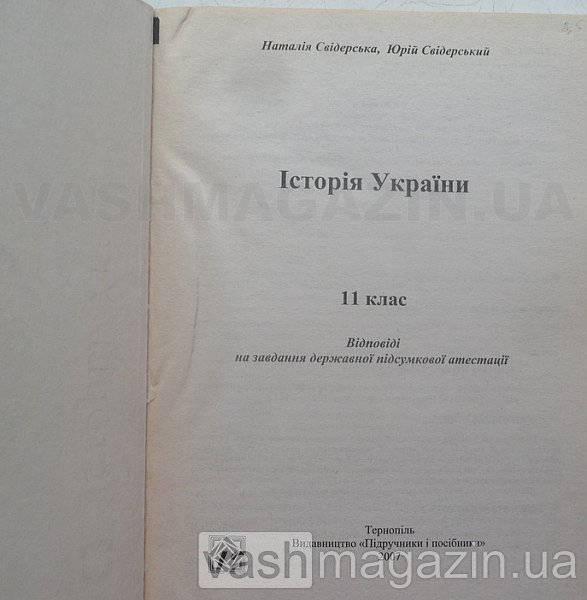 Наталія Свідерська, Юрій Свідерський
Історія України
VASHMAGAZIN.UA
11 клас
Відповіді
на завдання державної підсумкової атестації
Тернопіль
Видавництво «Підручники і посібники»
2007
vashmagazin.ua